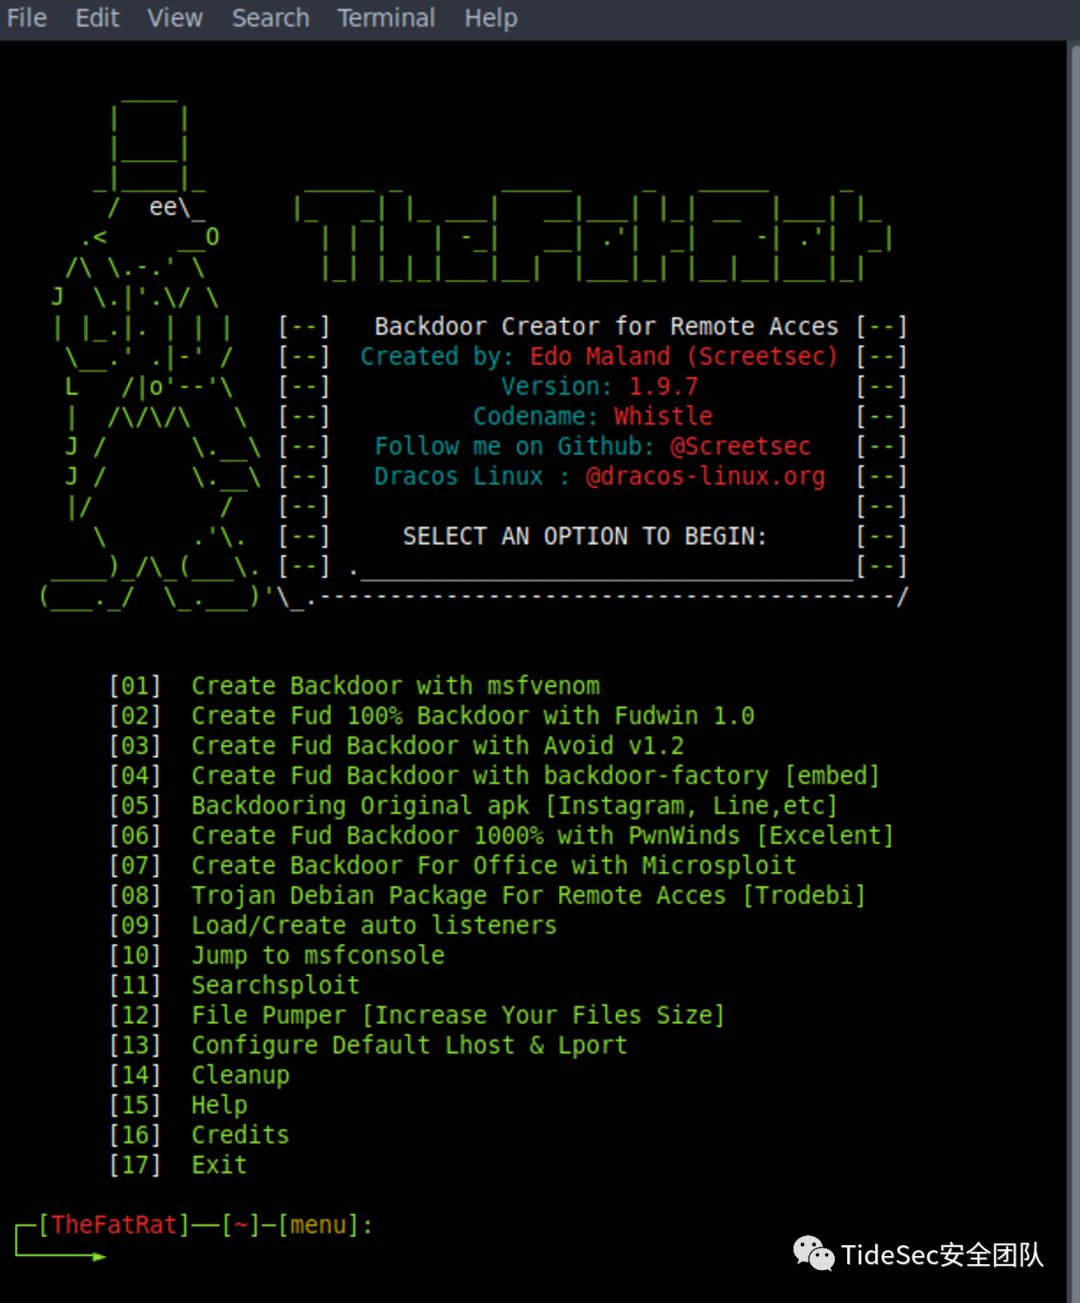 File Edit View Search Terminal Help
TheFatRat
[--] Backdoor Creator for Remote Acces [--]
[--] Created by: Edo Maland (Screetsec) [--]
[--] Version: 1.9.7 [--]
[--] Codename: Whistle [--]
[--] Follow me on Github: @Screetsec [--]
[--] Dracos Linux : @dracos-linux.org [--]
[--] [--]
[--] SELECT AN OPTION TO BEGIN: [--]
[--] .___________________________________[--]
[01] Create Backdoor with msfvenom
[02] Create Fud 100% Backdoor with Fudwin 1.0
[03] Create Fud Backdoor with Avoid v1.2
[04] Create Fud Backdoor with backdoor-factory [embed]
[05] Backdooring Original apk [Instagram, Line,etc]
[06] Create Fud Backdoor 1000% with PwnWinds [Excelent]
[07] Create Backdoor For Office with Microsploit
[08] Trojan Debian Package For Remote Acces [Trodebi]
[09] Load/Create auto listeners
[10] Jump to msfconsole
[11] Searchsploit
[12] File Pumper [Increase Your Files Size]
[13] Configure Default Lhost & Lport
[14] Cleanup
[15] Help
[16] Credits
[17] Exit
[TheFatRat]──[~]─[menu]:
TideSec安全团队